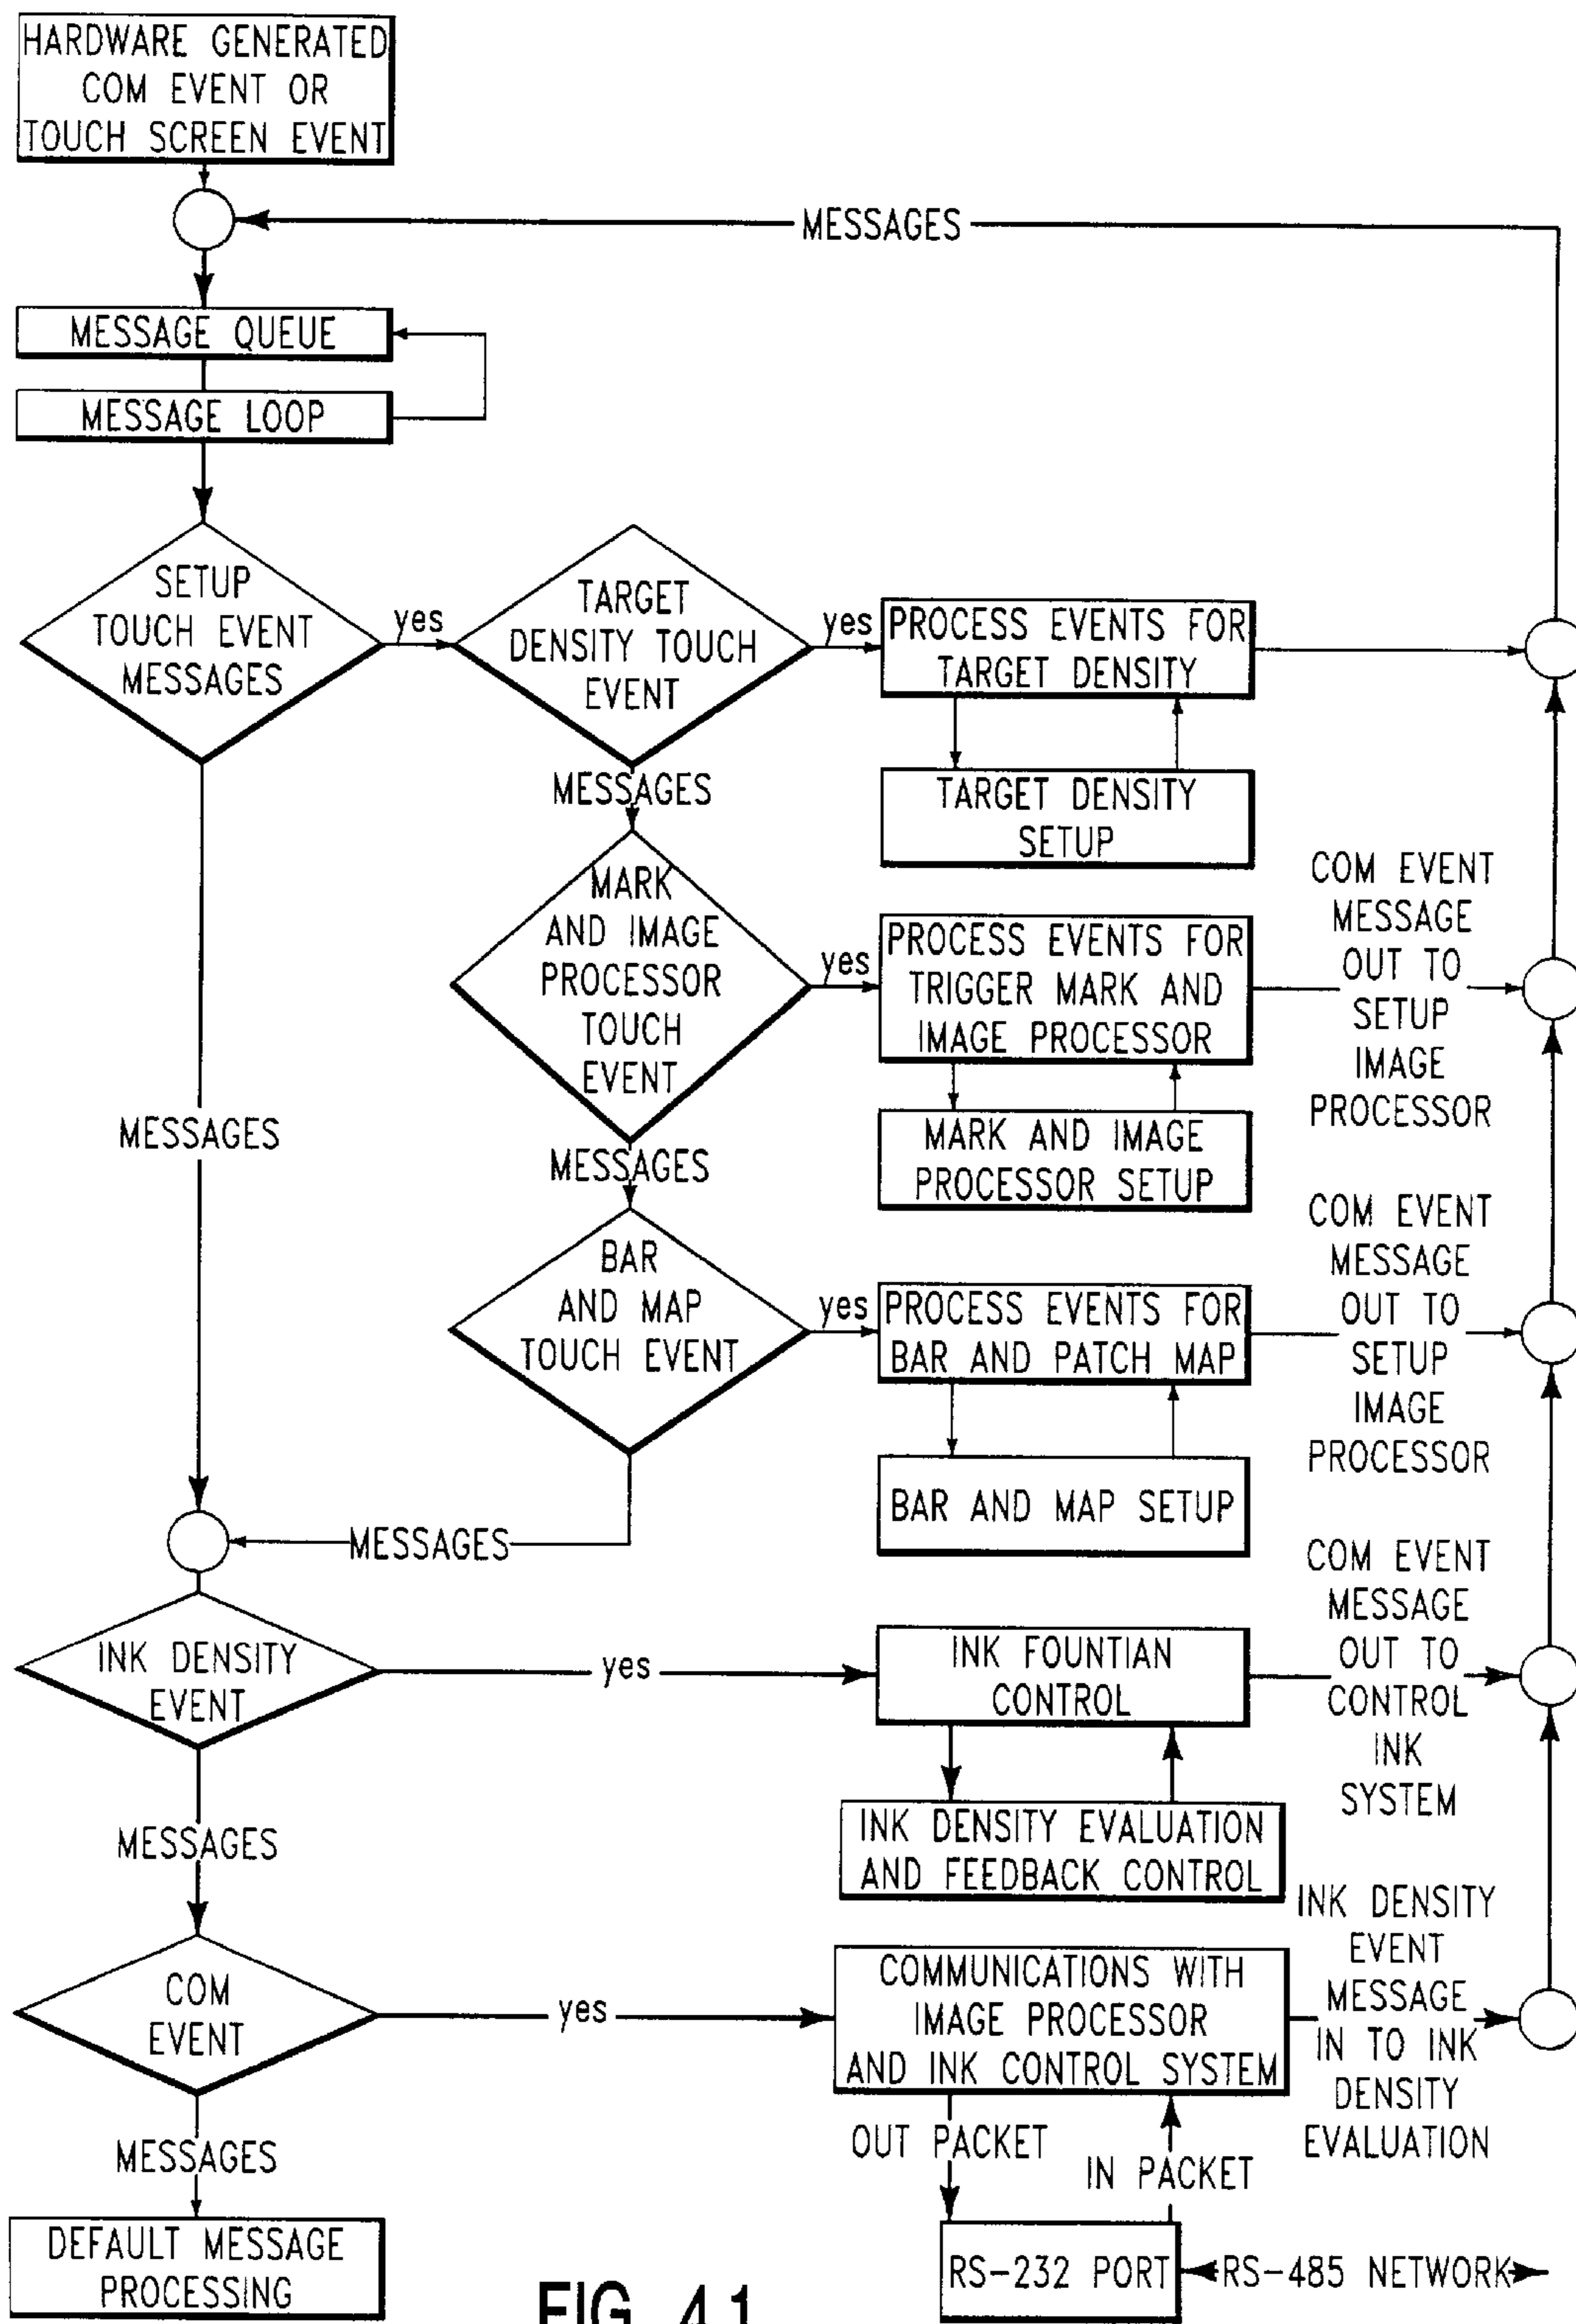 HARDWARE GENERATED
COM EVENT OR
TOUCH SCREEN EVENT
MESSAGES
MESSAGE QUEUE
MESSAGE LOOP
SETUP
TOUCH EVENT
MESSAGES
yes
TARGET
DENSITY TOUCH
EVENT
yes
PROCESS EVENTS FOR
TARGET DENSITY
TARGET DENSITY
SETUP
MESSAGES
MARK
AND IMAGE
PROCESSOR
TOUCH
EVENT
yes
PROCESS EVENTS FOR
TRIGGER MARK AND
IMAGE PROCESSOR
COM EVENT
MESSAGE
OUT TO
SETUP
IMAGE
PROCESSOR
MARK AND IMAGE
PROCESSOR SETUP
MESSAGES
MESSAGES
BAR
AND MAP
TOUCH EVENT
yes
PROCESS EVENTS FOR
BAR AND PATCH MAP
COM EVENT
MESSAGE
OUT TO
SETUP
IMAGE
PROCESSOR
BAR AND MAP SETUP
MESSAGES
INK DENSITY
EVENT
yes
INK FOUNTIAN
CONTROL
COM EVENT
MESSAGE
OUT TO
CONTROL
INK
SYSTEM
INK DENSITY EVALUATION
AND FEEDBACK CONTROL
MESSAGES
COM
EVENT
yes
COMMUNICATIONS WITH
IMAGE PROCESSOR
AND INK CONTROL SYSTEM
INK DENSITY
EVENT
MESSAGE
IN TO INK
DENSITY
EVALUATION
OUT PACKET
IN PACKET
MESSAGES
DEFAULT MESSAGE
PROCESSING
RS-232 PORT
RS-485 NETWORK
FIG. 41